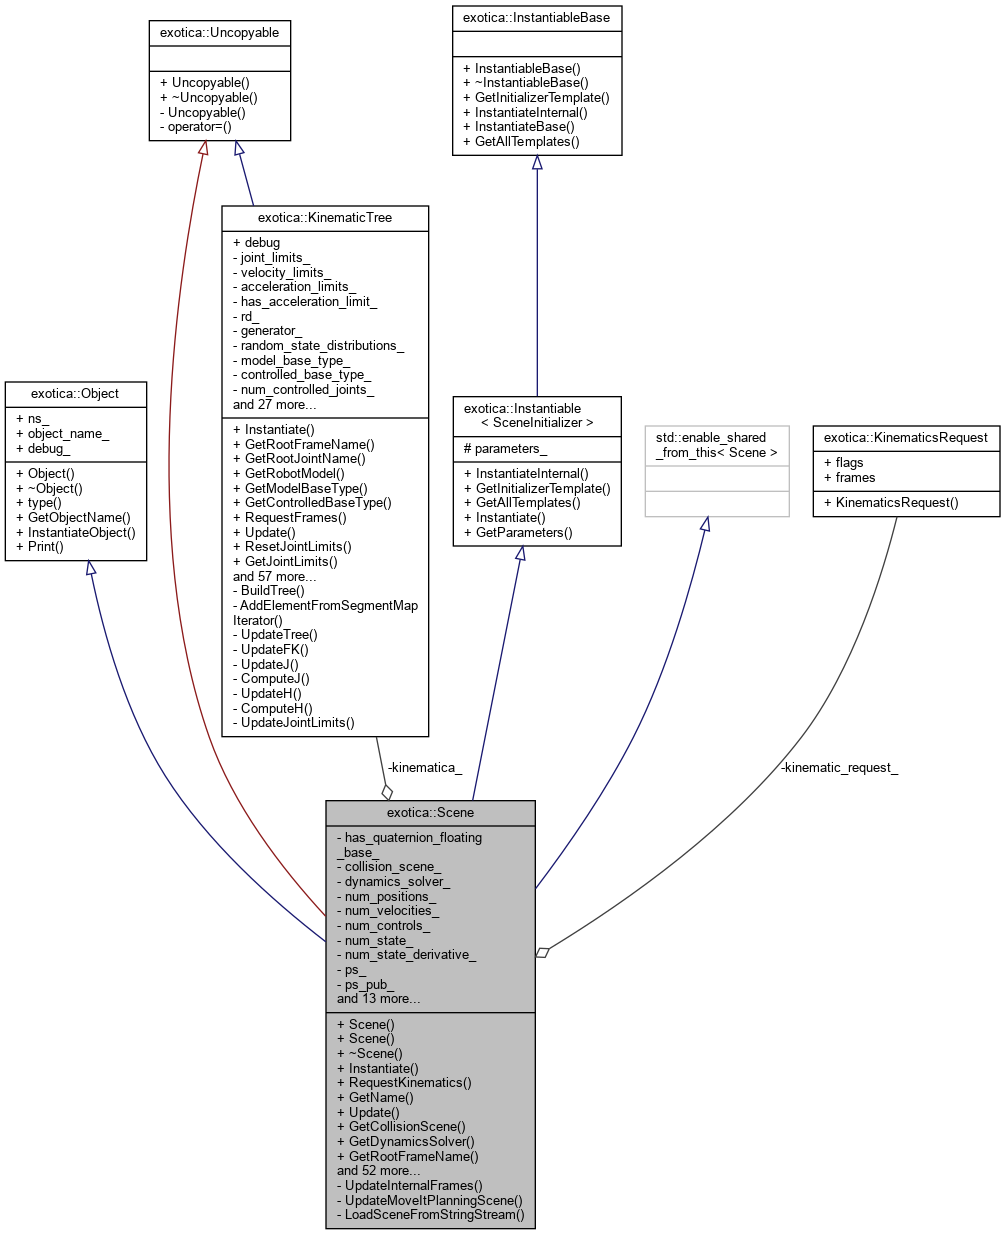 exotica::Uncopyable
+ Uncopyable()
+ ~Uncopyable()
- Uncopyable()
- operator=()
exotica::InstantiableBase
+ InstantiableBase()
+ ~InstantiableBase()
+ GetInitializerTemplate()
+ InstantiateInternal()
+ InstantiateBase()
+ GetAllTemplates()
exotica::KinematicTree
+ debug
- joint_limits_
- velocity_limits_
- acceleration_limits_
- has_acceleration_limit_
- rd_
- generator_
- random_state_distributions_
- model_base_type_
- controlled_base_type_
- num_controlled_joints_
and 27 more...
+ Instantiate()
+ GetRootFrameName()
+ GetRootJointName()
+ GetRobotModel()
+ GetModelBaseType()
+ GetControlledBaseType()
+ RequestFrames()
+ Update()
+ ResetJointLimits()
+ GetJointLimits()
and 57 more...
- BuildTree()
- AddElementFromSegmentMap
Iterator()
- UpdateTree()
- UpdateFK()
- UpdateJ()
- ComputeJ()
- UpdateH()
- ComputeH()
- UpdateJointLimits()
exotica::Object
+ ns_
+ object_name_
+ debug_
+ Object()
+ ~Object()
+ type()
+ GetObjectName()
+ InstantiateObject()
+ Print()
exotica::Instantiable
< SceneInitializer >
# parameters_
+ InstantiateInternal()
+ GetInitializerTemplate()
+ GetAllTemplates()
+ Instantiate()
+ GetParameters()
std::enable_shared
_from_this< Scene >
exotica::KinematicsRequest
+ flags
+ frames
+ KinematicsRequest()
-kinematica_
-kinematic_request_
exotica::Scene
- has_quaternion_floating
_base_
- collision_scene_
- dynamics_solver_
- num_positions_
- num_velocities_
- num_controls_
- num_state_
- num_state_derivative_
- ps_
- ps_pub_
and 13 more...
+ Scene()
+ Scene()
+ ~Scene()
+ Instantiate()
+ RequestKinematics()
+ GetName()
+ Update()
+ GetCollisionScene()
+ GetDynamicsSolver()
+ GetRootFrameName()
and 52 more...
- UpdateInternalFrames()
- UpdateMoveItPlanningScene()
- LoadSceneFromStringStream()